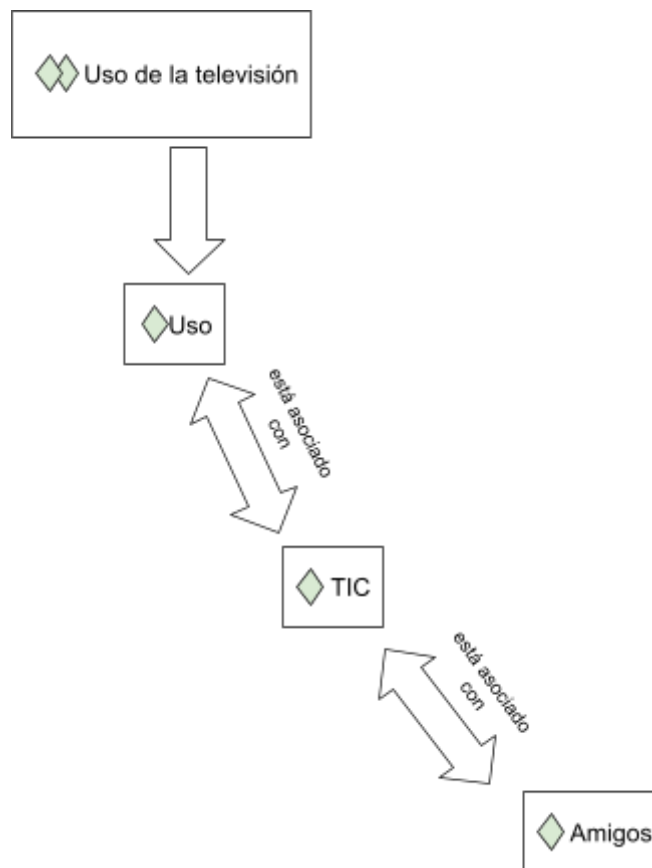 Uso de la televisión
Uso
está asociado
con
TIC
está asociado
con
Amigos